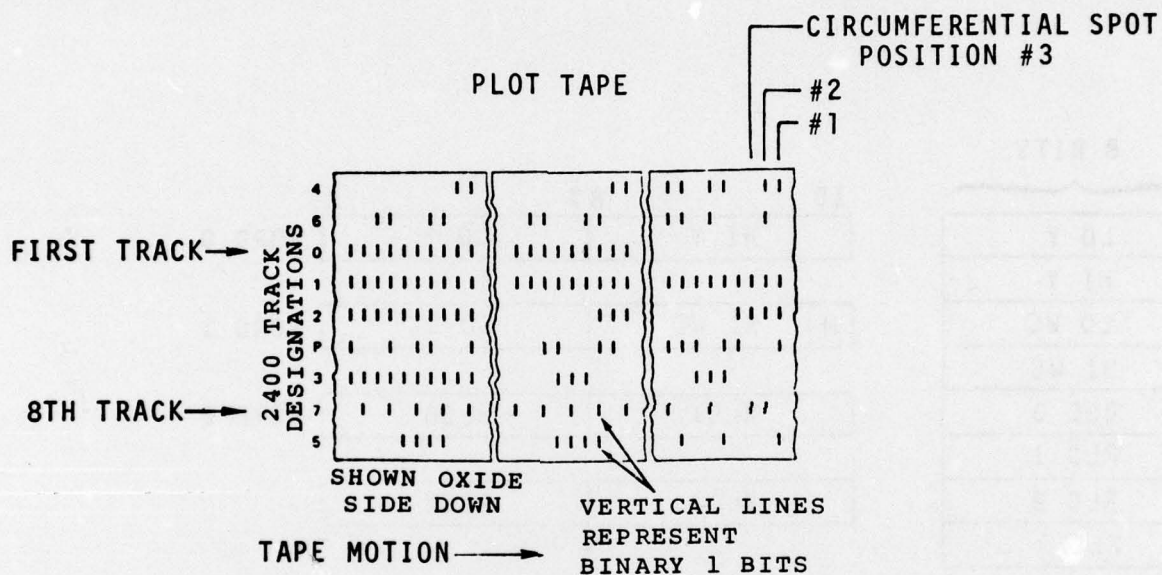 CIRCUMFERENTIAL SPOT
POSITION #3
PLOT TAPE
#2
#1
4
6
FIRST TRACK
0
1
2
P
3
8TH TRACK
7
5
2400 TRACK
DESIGNATIONS
SHOWN OXIDE
SIDE DOWN
VERTICAL LINES
REPRESENT
BINARY 1 BITS
TAPE MOTION